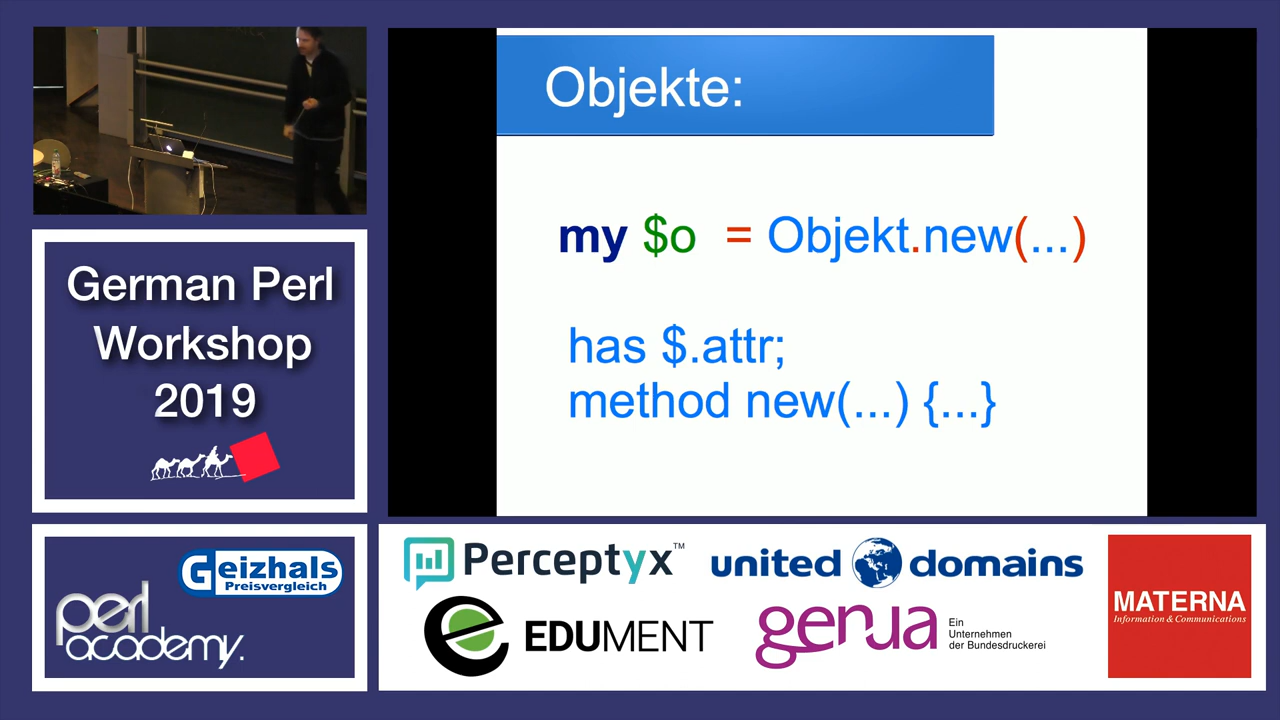 Objekte:
my $o = Objekt.new(...)
has $.attr;
method new(...) {...}
German Perl
Workshop
2019
Geizhals
Preisvergleich
perl
academy.
Perceptyx™
united domains
EDUMENT
genua
Ein
Unternehmen
der Bundesdruckerei
MATERNA
Information & Communications